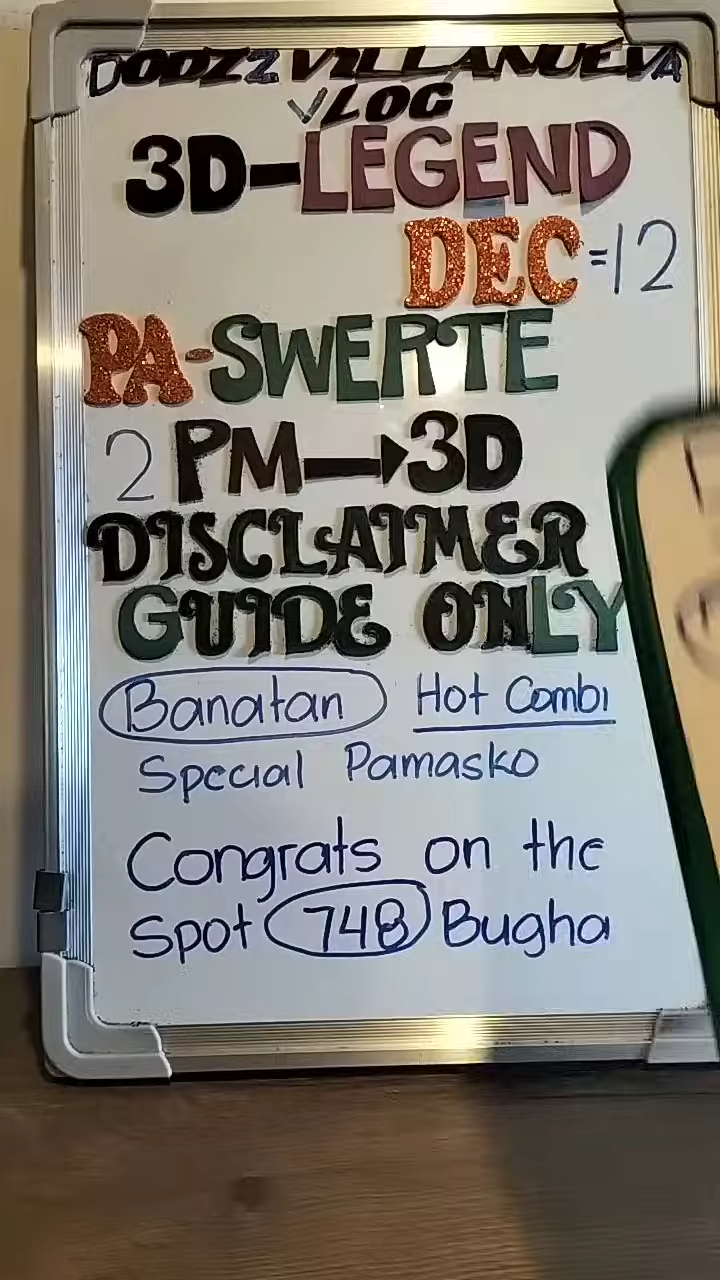 DODZZ VILLANUEVA
VLOG
3D-LEGEND
DEC=12
PA-SWERTE
2 PM→3D
DISCLAIMER
GUIDE ONLY
Banatan Hot Combi
Special Pamasko
Congrats on the
Spot 748 Bugha